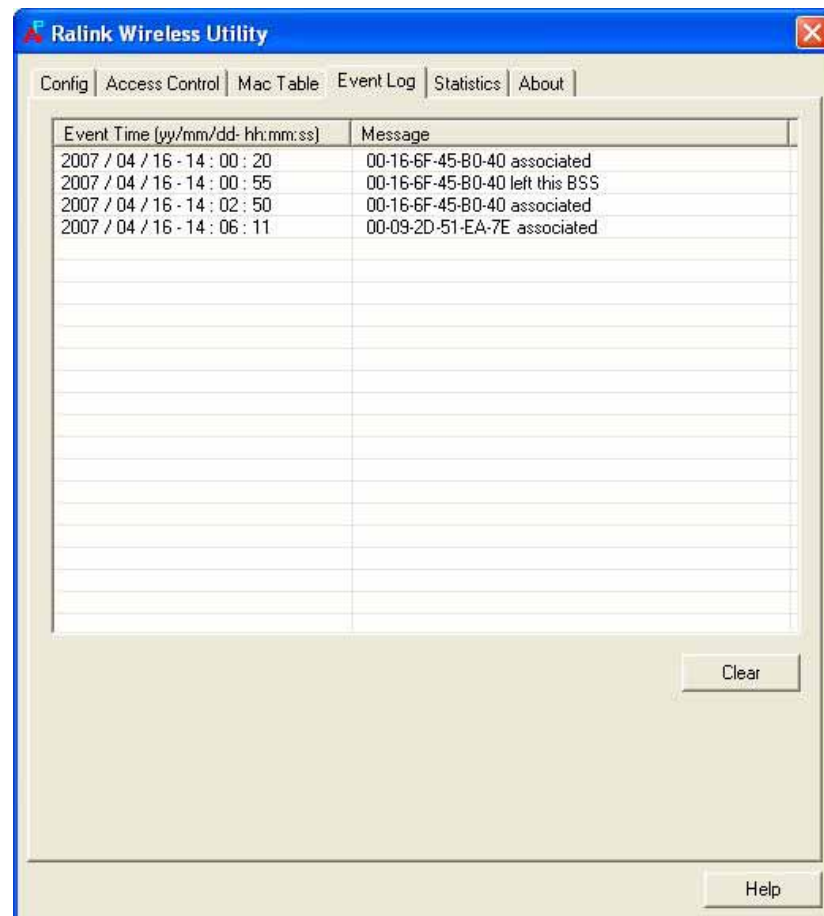 Ralink Wireless Utility
Config Access Control Mac Table Event Log Statistics About
Event Time (yy/mm/dd- hh:mm:ss) Message
2007 / 04 / 16 - 14 : 00 : 20 00-16-6F-45-B0-40 associated
2007 / 04 / 16 - 14 : 00 : 55 00-16-6F-45-B0-40 left this BSS
2007 / 04 / 16 - 14 : 02 : 50 00-16-6F-45-B0-40 associated
2007 / 04 / 16 - 14 : 06 : 11 00-09-2D-51-EA-7E associated
Clear
Help